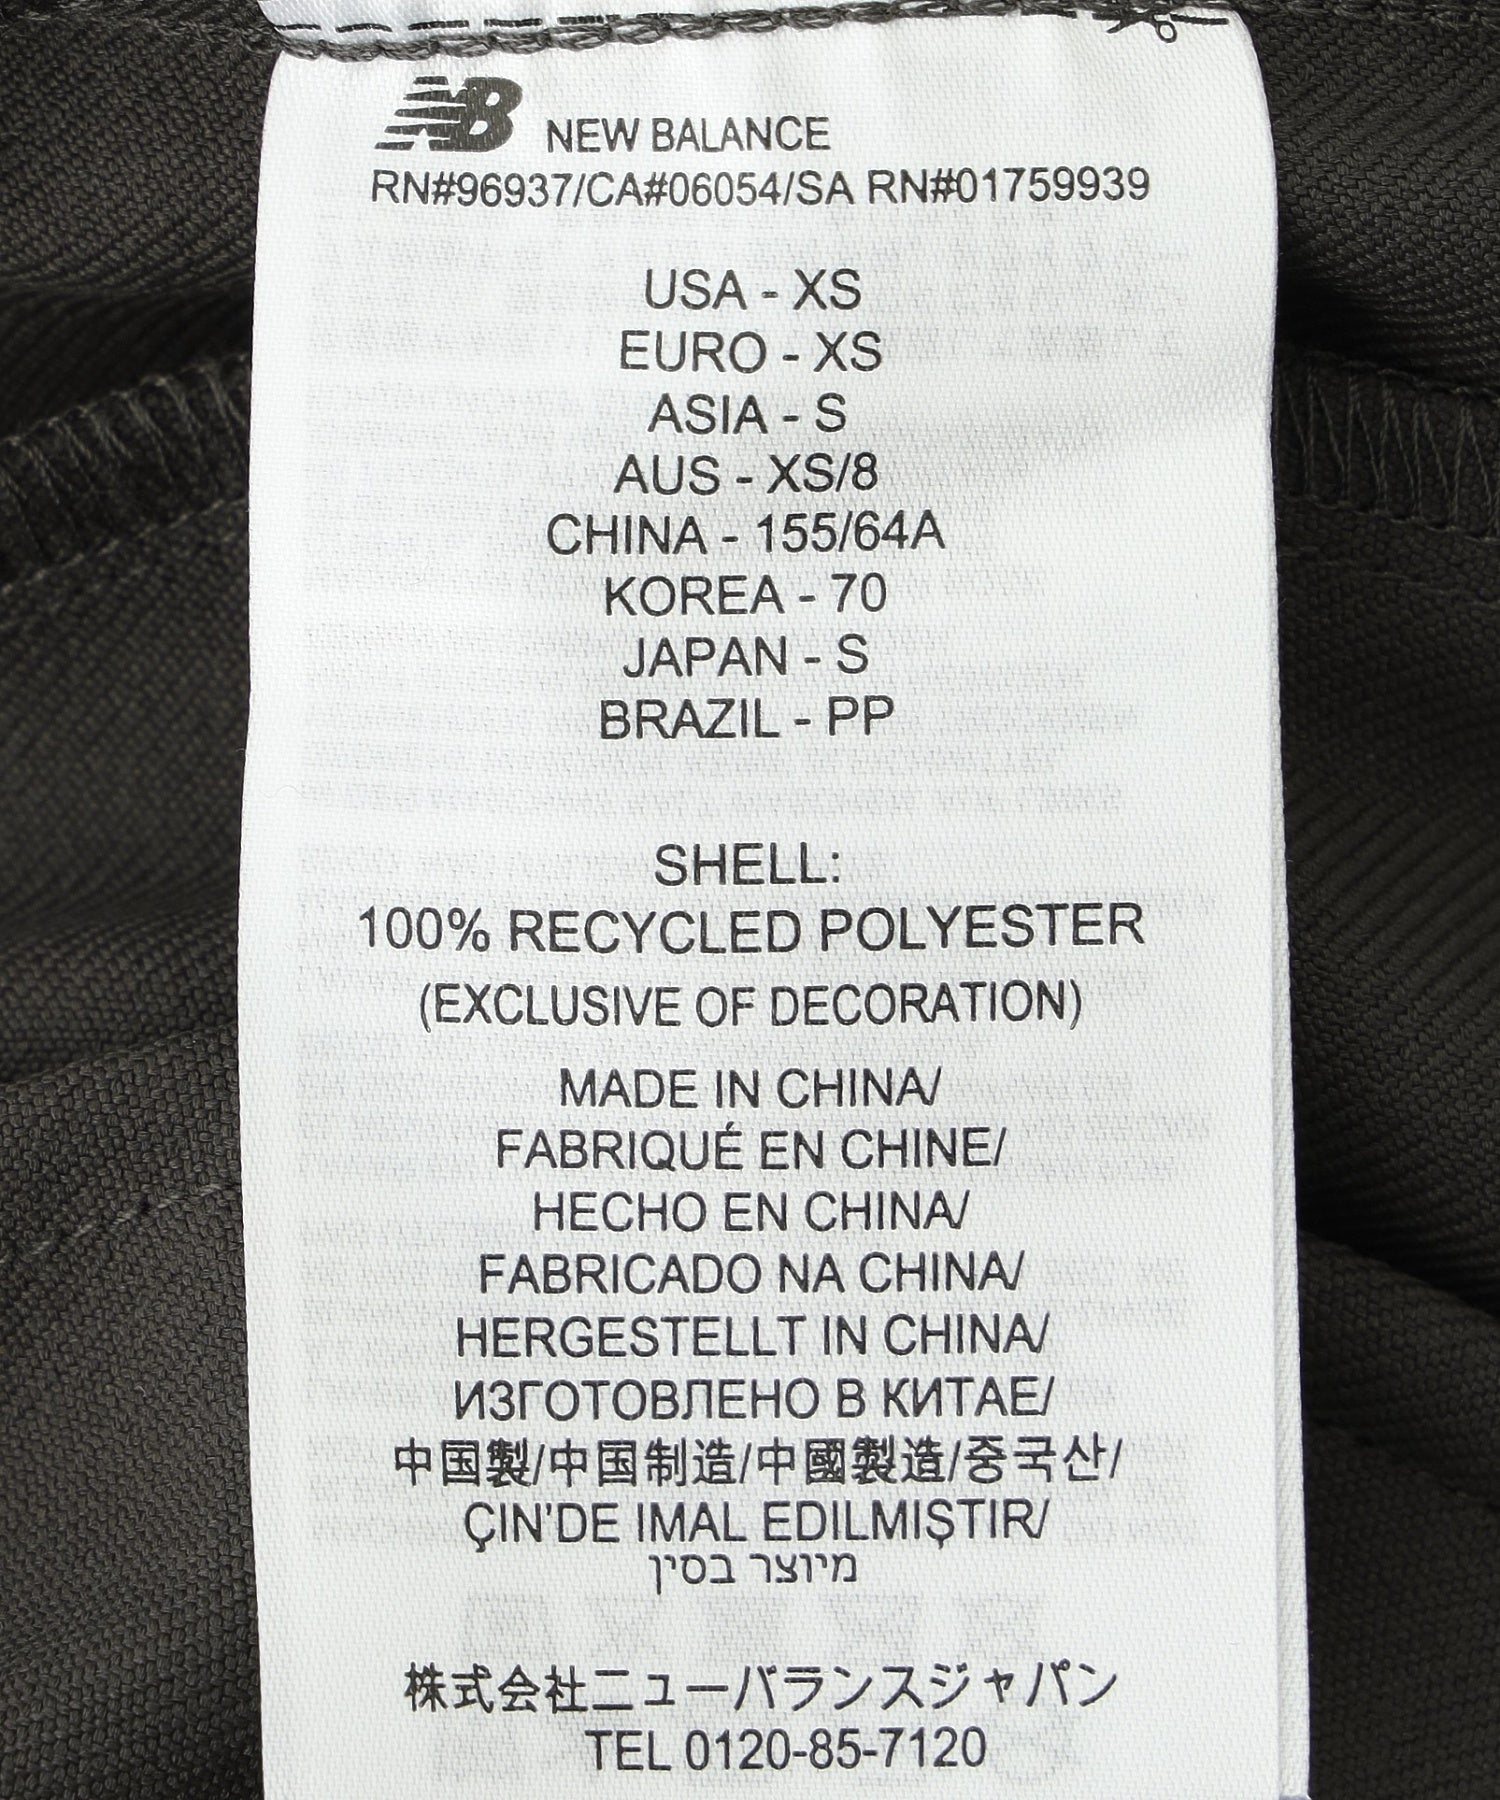 NB NEW BALANCE
RN#96937/CA#06054/SA RN#01759939
USA - XS
EURO - XS
ASIA - S
AUS - XS/8
CHINA - 155/64A
KOREA - 70
JAPAN - S
BRAZIL - PP
SHELL:
100% RECYCLED POLYESTER
(EXCLUSIVE OF DECORATION)
MADE IN CHINA/
FABRIQUÉ EN CHINE/
HECHO EN CHINA/
FABRICADO NA CHINA/
HERGESTELLT IN CHINA/
ИЗГОТОВЛЕНО В КИТАЕ/
中国製/中国制造/中國製造/중국산/
ÇIN'DE IMAL EDILMIŞTIR/
מיוצר בסין
株式会社ニューバランスジャパン
TEL 0120-85-7120